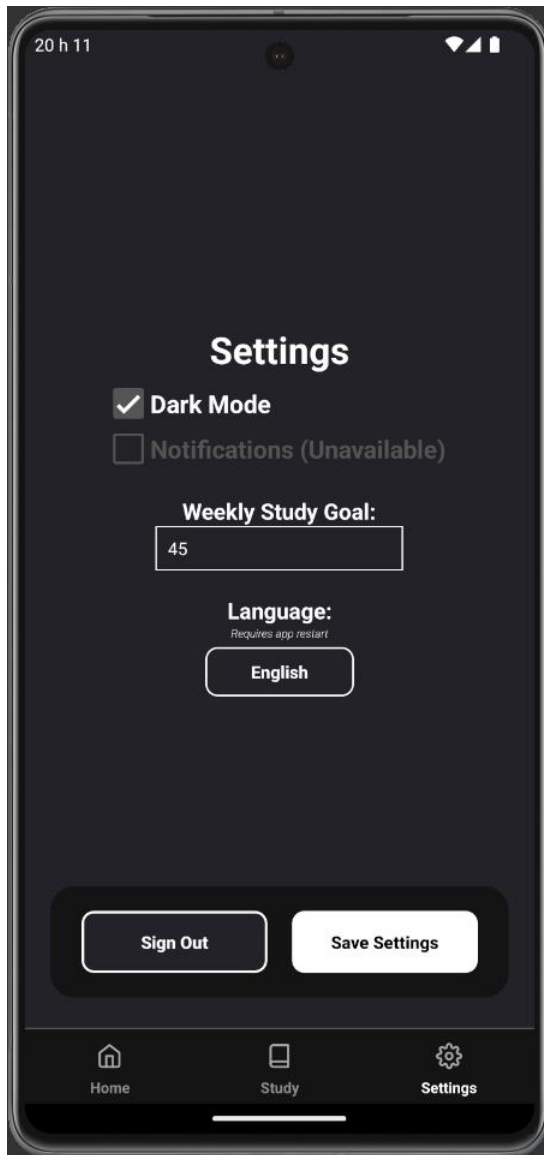 20 h 11
Settings
Dark Mode
Notifications (Unavailable)
Weekly Study Goal:
45
Language:
Requires app restart
English
Sign Out
Save Settings
Home
Study
Settings